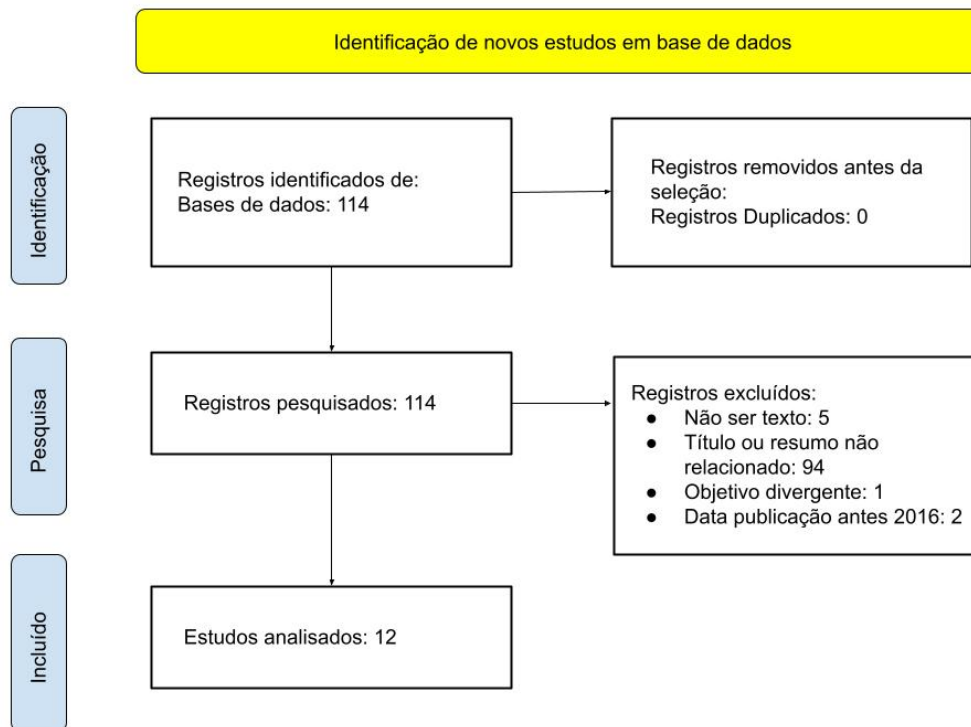 Identificação de novos estudos em base de dados
Identificação
Registros identificados de:
Bases de dados: 114
Registros removidos antes da
seleção:
Registros Duplicados: 0
Pesquisa
Registros pesquisados: 114
Registros excluídos:
● Não ser texto: 5
● Título ou resumo não
relacionado: 94
● Objetivo divergente: 1
● Data publicação antes 2016: 2
Incluído
Estudos analisados: 12